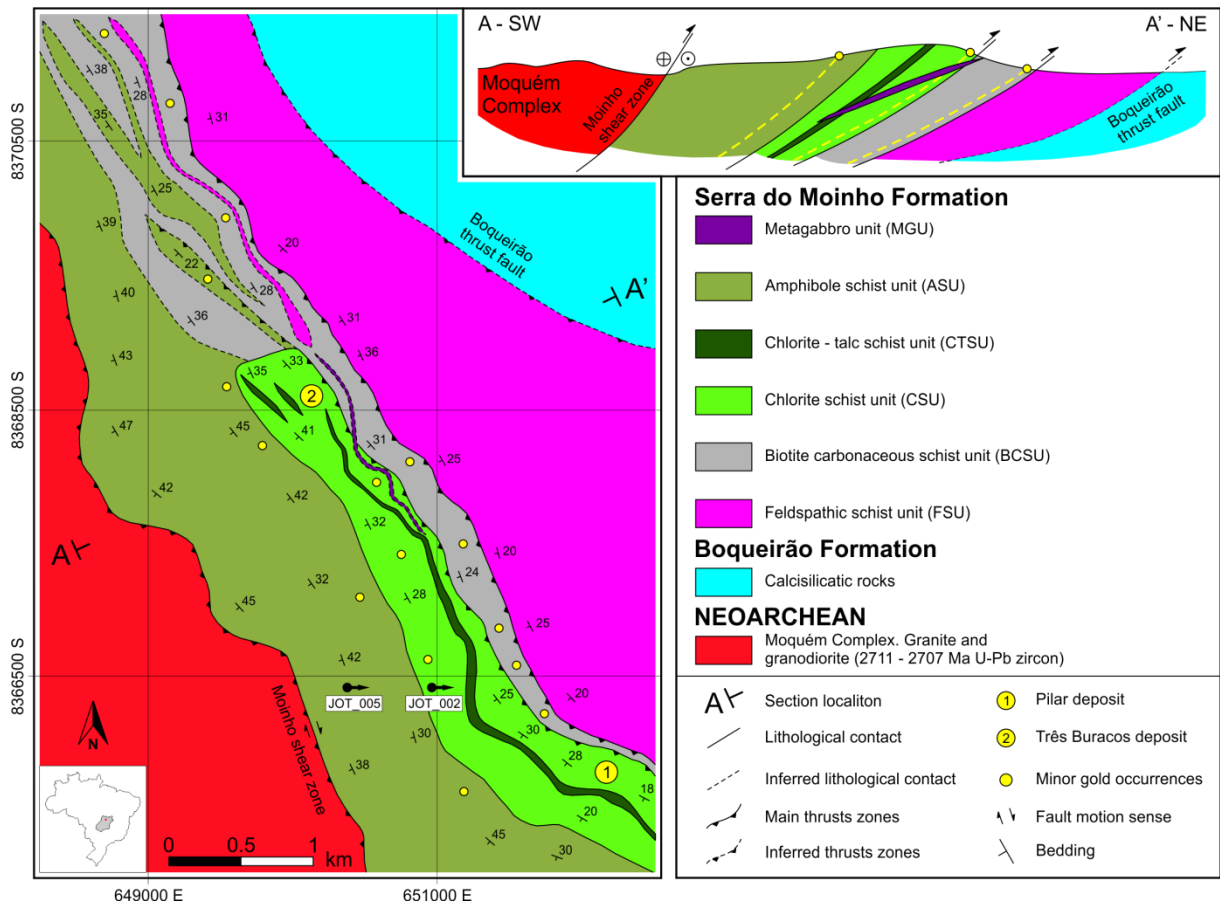 A - SW
A' - NE
Moquém
Complex
Moinho
shear zone
Boqueirão
thrust fault
38
28
35
31
8370500 S
25
39
20
22
28
40
36
31
43
36
33
35
Boqueirão
thrust fault
A'
8368500 S
2
47
45
41
31
25
42
42
32
A
20
24
32
28
45
25
42
8366500 S
JOT_005
JOT_002
25
20
30
30
Moinho shear zone
28
1
38
18
20
45
30
N
0
0.5
1
km
649000 E
651000 E
Serra do Moinho Formation
Metagabbro unit (MGU)
Amphibole schist unit (ASU)
Chlorite - talc schist unit (CTSU)
Chlorite schist unit (CSU)
Biotite carbonaceous schist unit (BCSU)
Feldspathic schist unit (FSU)
Boqueirão Formation
Calcisilicatic rocks
NEOARCHEAN
Moquém Complex. Granite and
granodiorite (2711 - 2707 Ma U-Pb zircon)
A
Section localiton
1
Pilar deposit
Lithological contact
2
Três Buracos deposit
Inferred lithological contact
Minor gold occurrences
Main thrusts zones
Fault motion sense
Inferred thrusts zones
Bedding